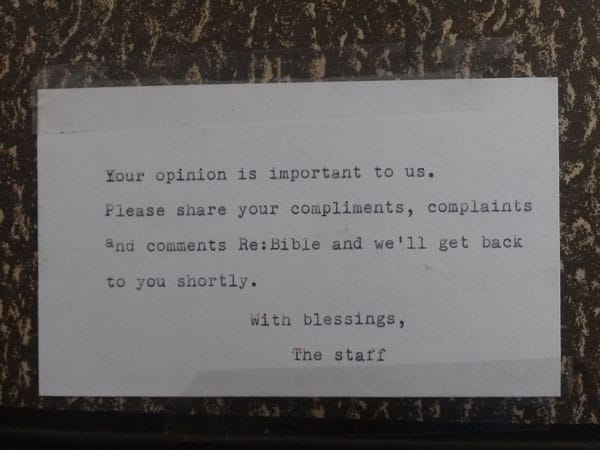 Your opinion is important to us.
Please share your compliments, complaints
and comments Re:Bible and we'll get back
to you shortly.
With blessings,
The staff